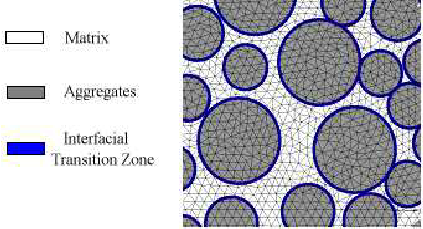 Matrix
Aggregates
Interfacial
Transition Zone